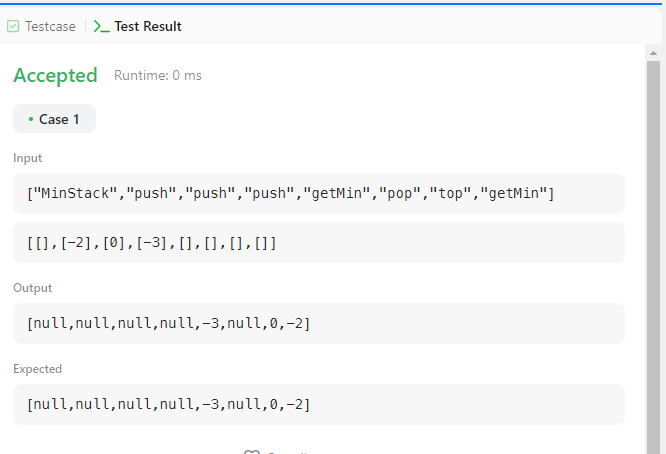 Testcase
Test Result
Accepted Runtime: 0 ms
Case 1
Input
["MinStack","push","push","push","getMin","pop","top","getMin"]
[[],[-2],[0],[-3],[],[],[],[]]
Output
[null,null,null,null,-3,null,0,-2]
Expected
[null,null,null,null,-3,null,0,-2]